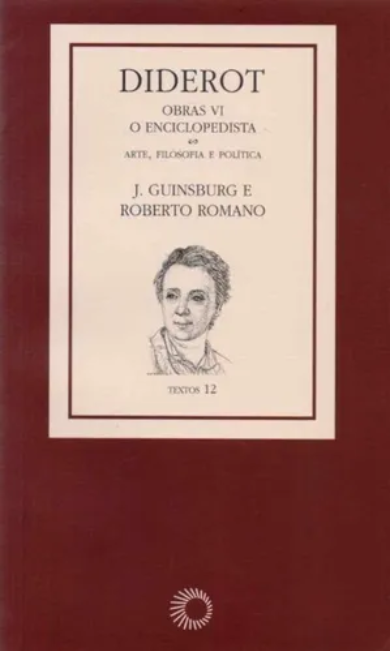 DIDEROT
OBRAS VI
O ENCICLOPEDISTA
ARTE, FILOSOFIA E POLÍTICA
J. GUINSBURG E
ROBERTO ROMANO
TEXTOS 12